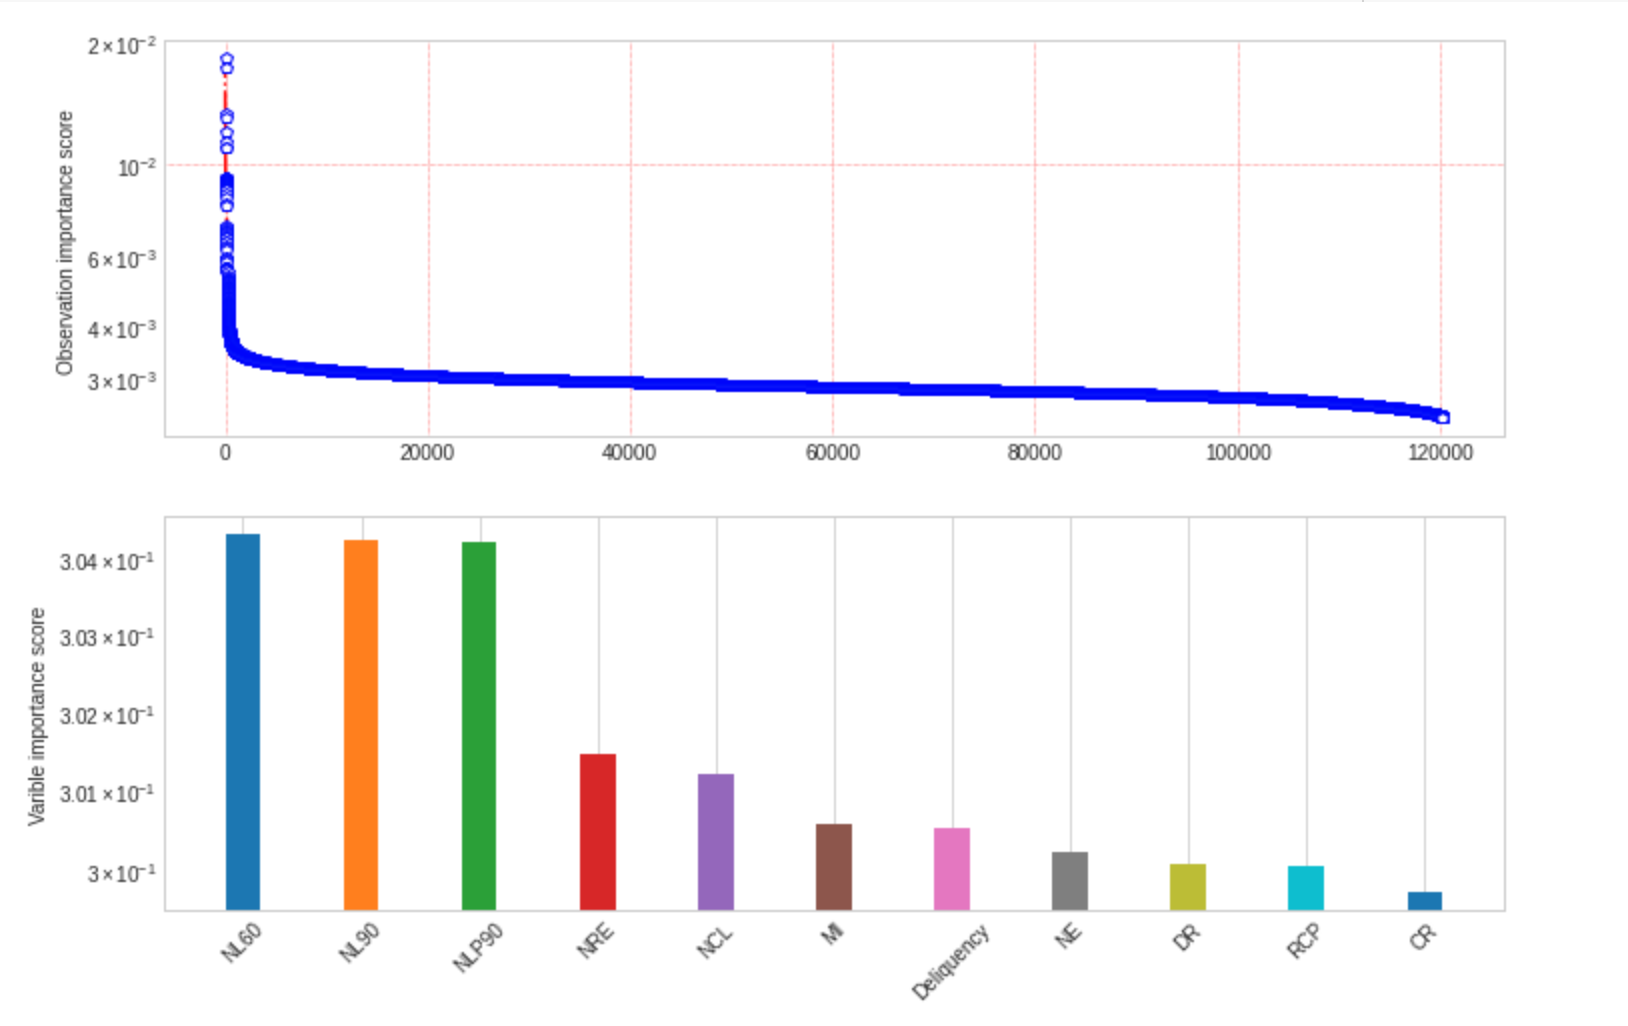 2×10⁻²
10⁻²
6×10⁻³
4×10⁻³
3×10⁻³
Observation importance score
0 20000 40000 60000 80000 100000 120000
3.04×10⁻¹
3.03×10⁻¹
3.02×10⁻¹
3.01×10⁻¹
3×10⁻¹
Varible importance score
NL60 NL90 NLP90 NRE NCL MI Deliquency NE DR RCP CR